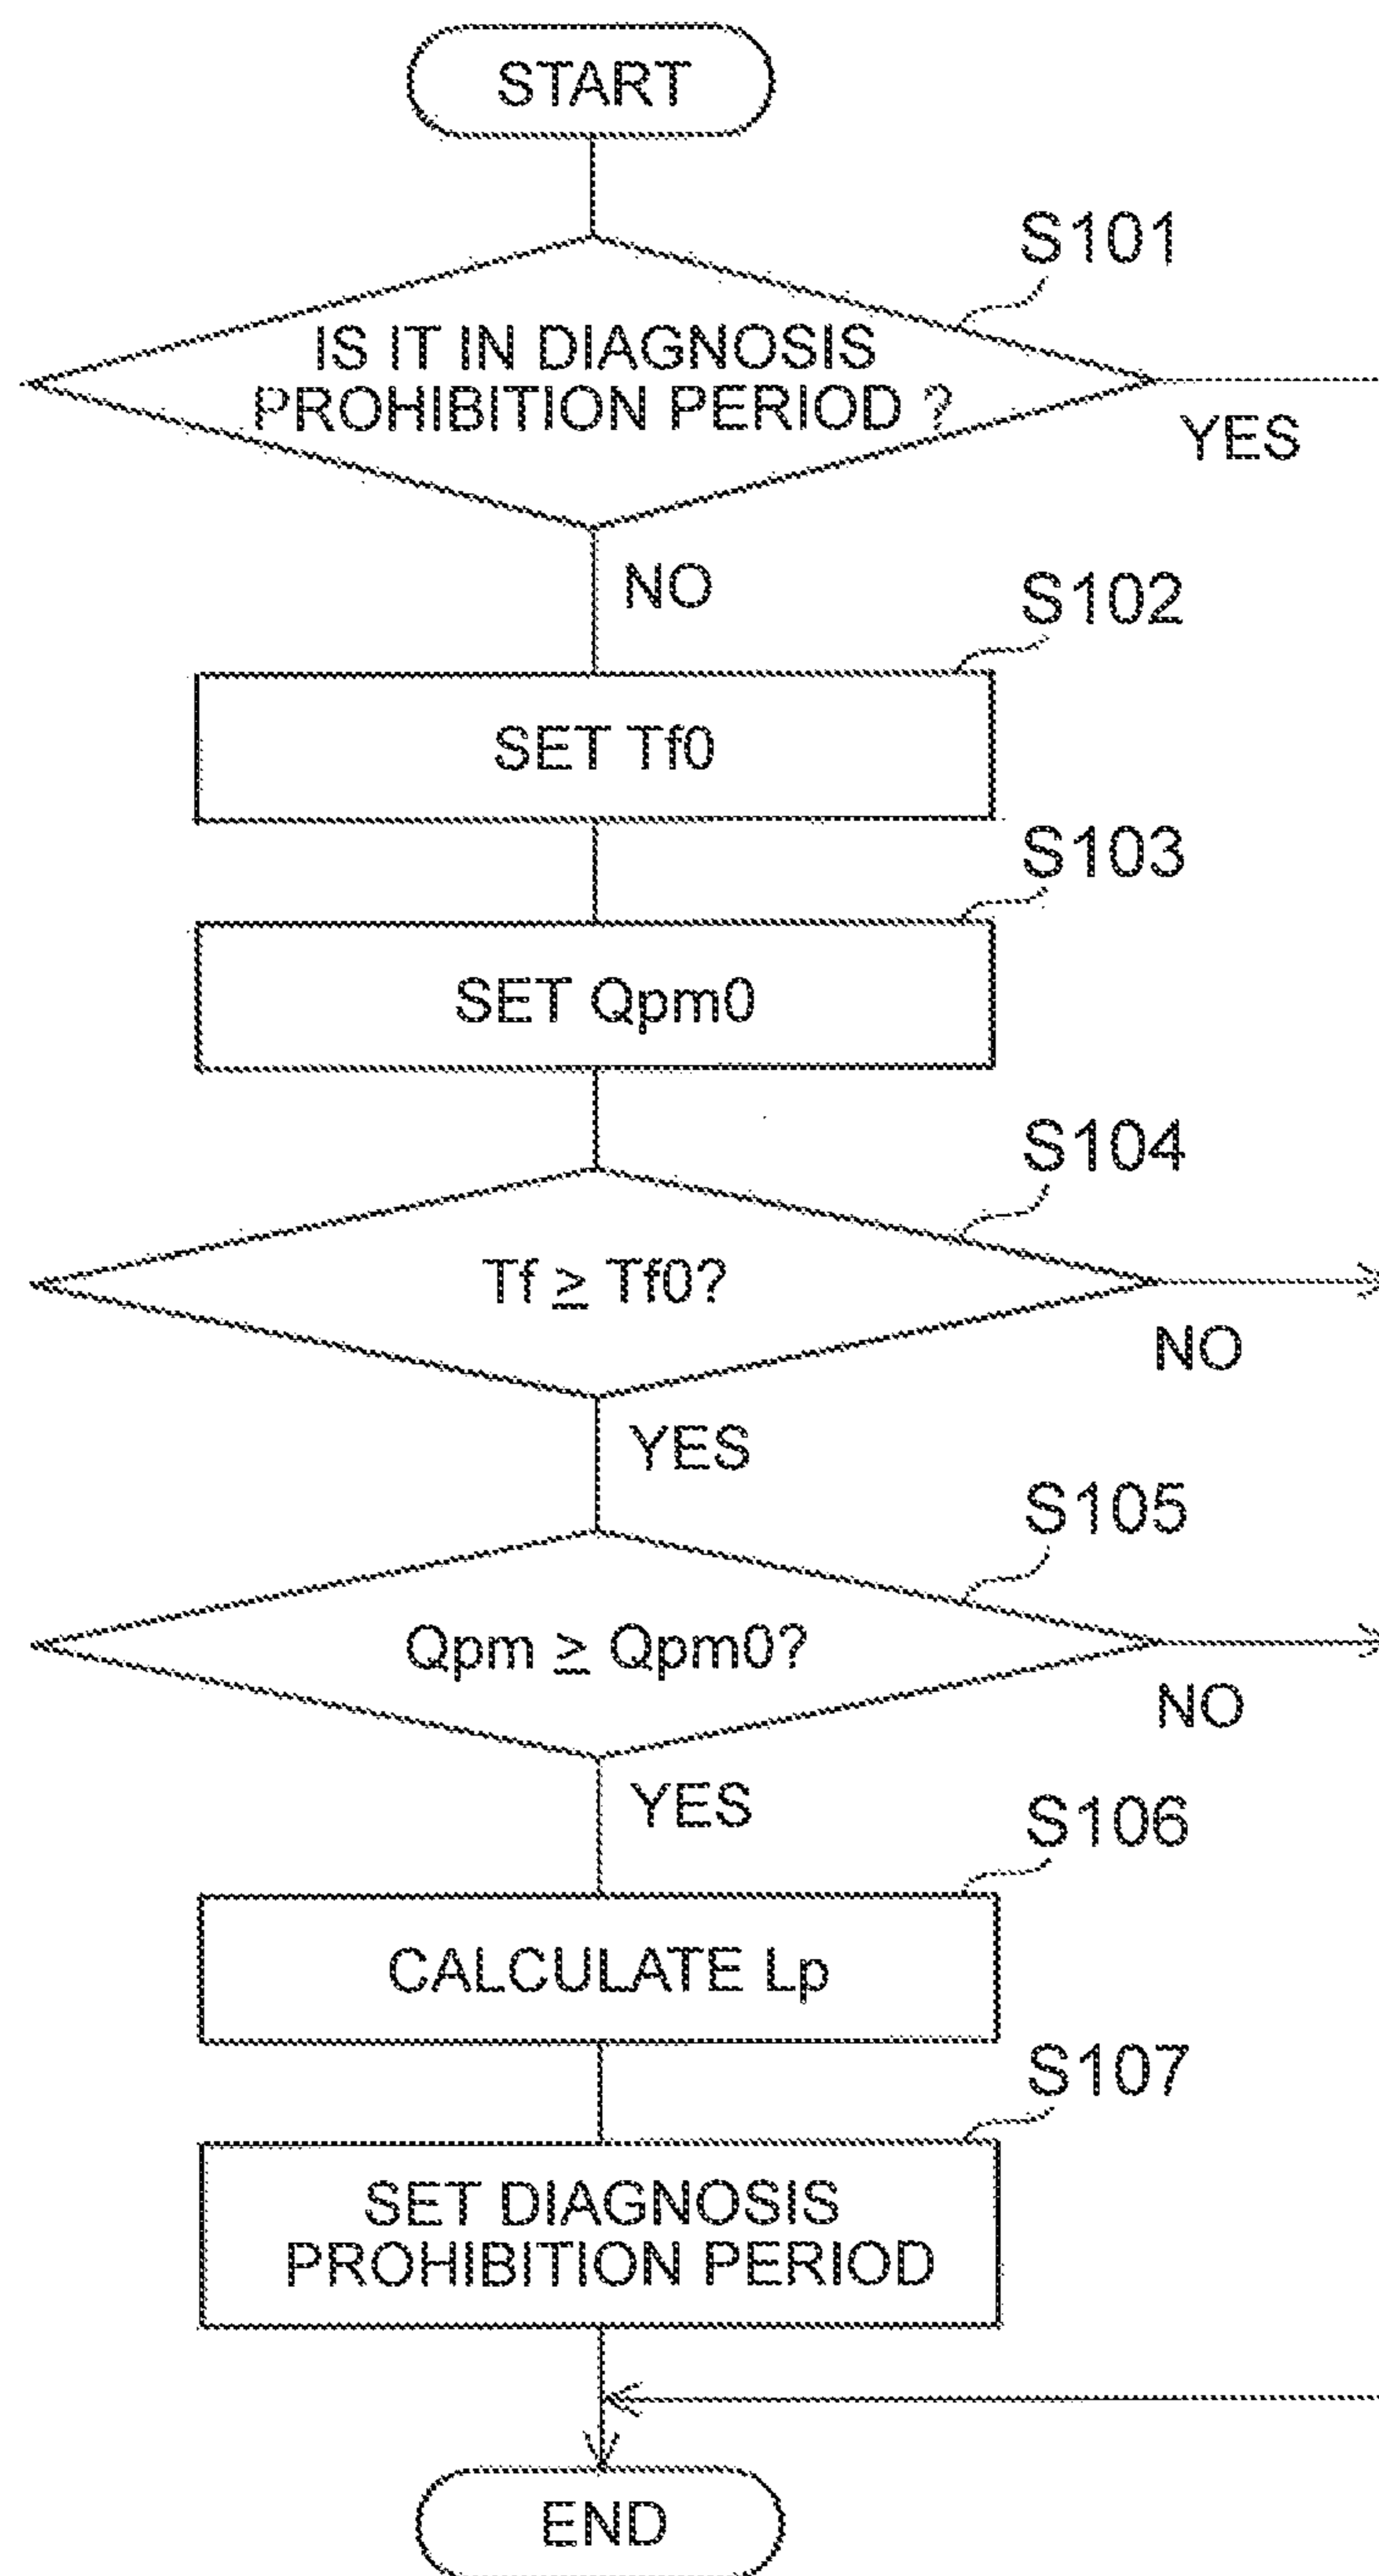 START
S101
IS IT IN DIAGNOSIS
PROHIBITION PERIOD ?
YES
NO
S102
SET Tf0
S103
SET Qpm0
S104
Tf ≥ Tf0?
NO
YES
S105
Qpm ≥ Qpm0?
NO
YES
S106
CALCULATE Lp
S107
SET DIAGNOSIS
PROHIBITION PERIOD
END